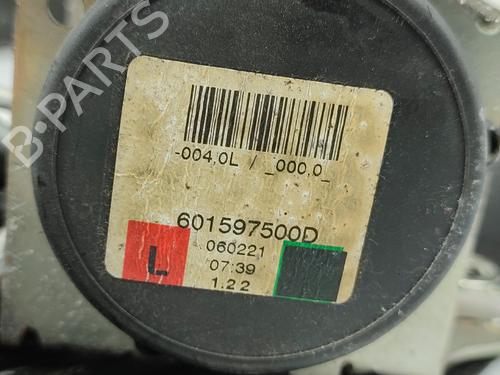 B-PARTS
-004,0L / _000,0_
601597500D
060221
L
07:39
1.2 2